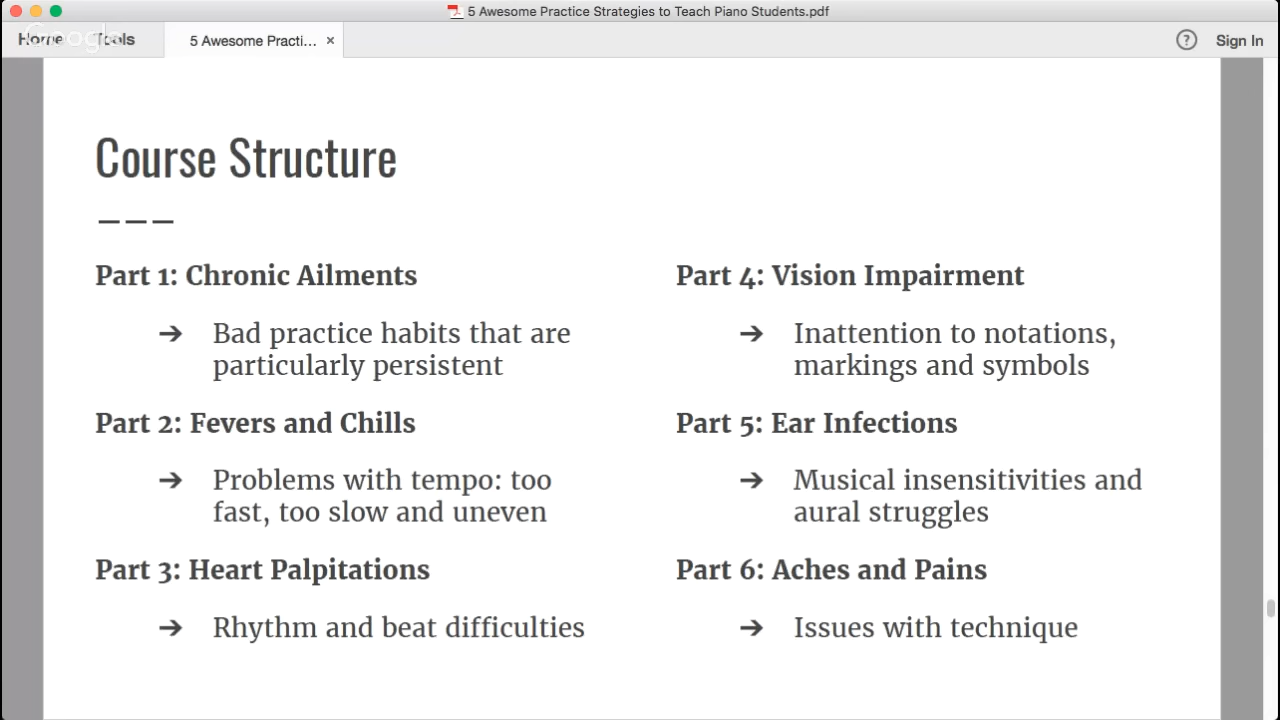 5 Awesome Practice Strategies to Teach Piano Students.pdf
Home
Google
Tools
5 Awesome Practi... ×
? Sign In
Course Structure
Part 1: Chronic Ailments
➔ Bad practice habits that are
particularly persistent
Part 2: Fevers and Chills
➔ Problems with tempo: too
fast, too slow and uneven
Part 3: Heart Palpitations
➔ Rhythm and beat difficulties
Part 4: Vision Impairment
➔ Inattention to notations,
markings and symbols
Part 5: Ear Infections
➔ Musical insensitivities and
aural struggles
Part 6: Aches and Pains
➔ Issues with technique